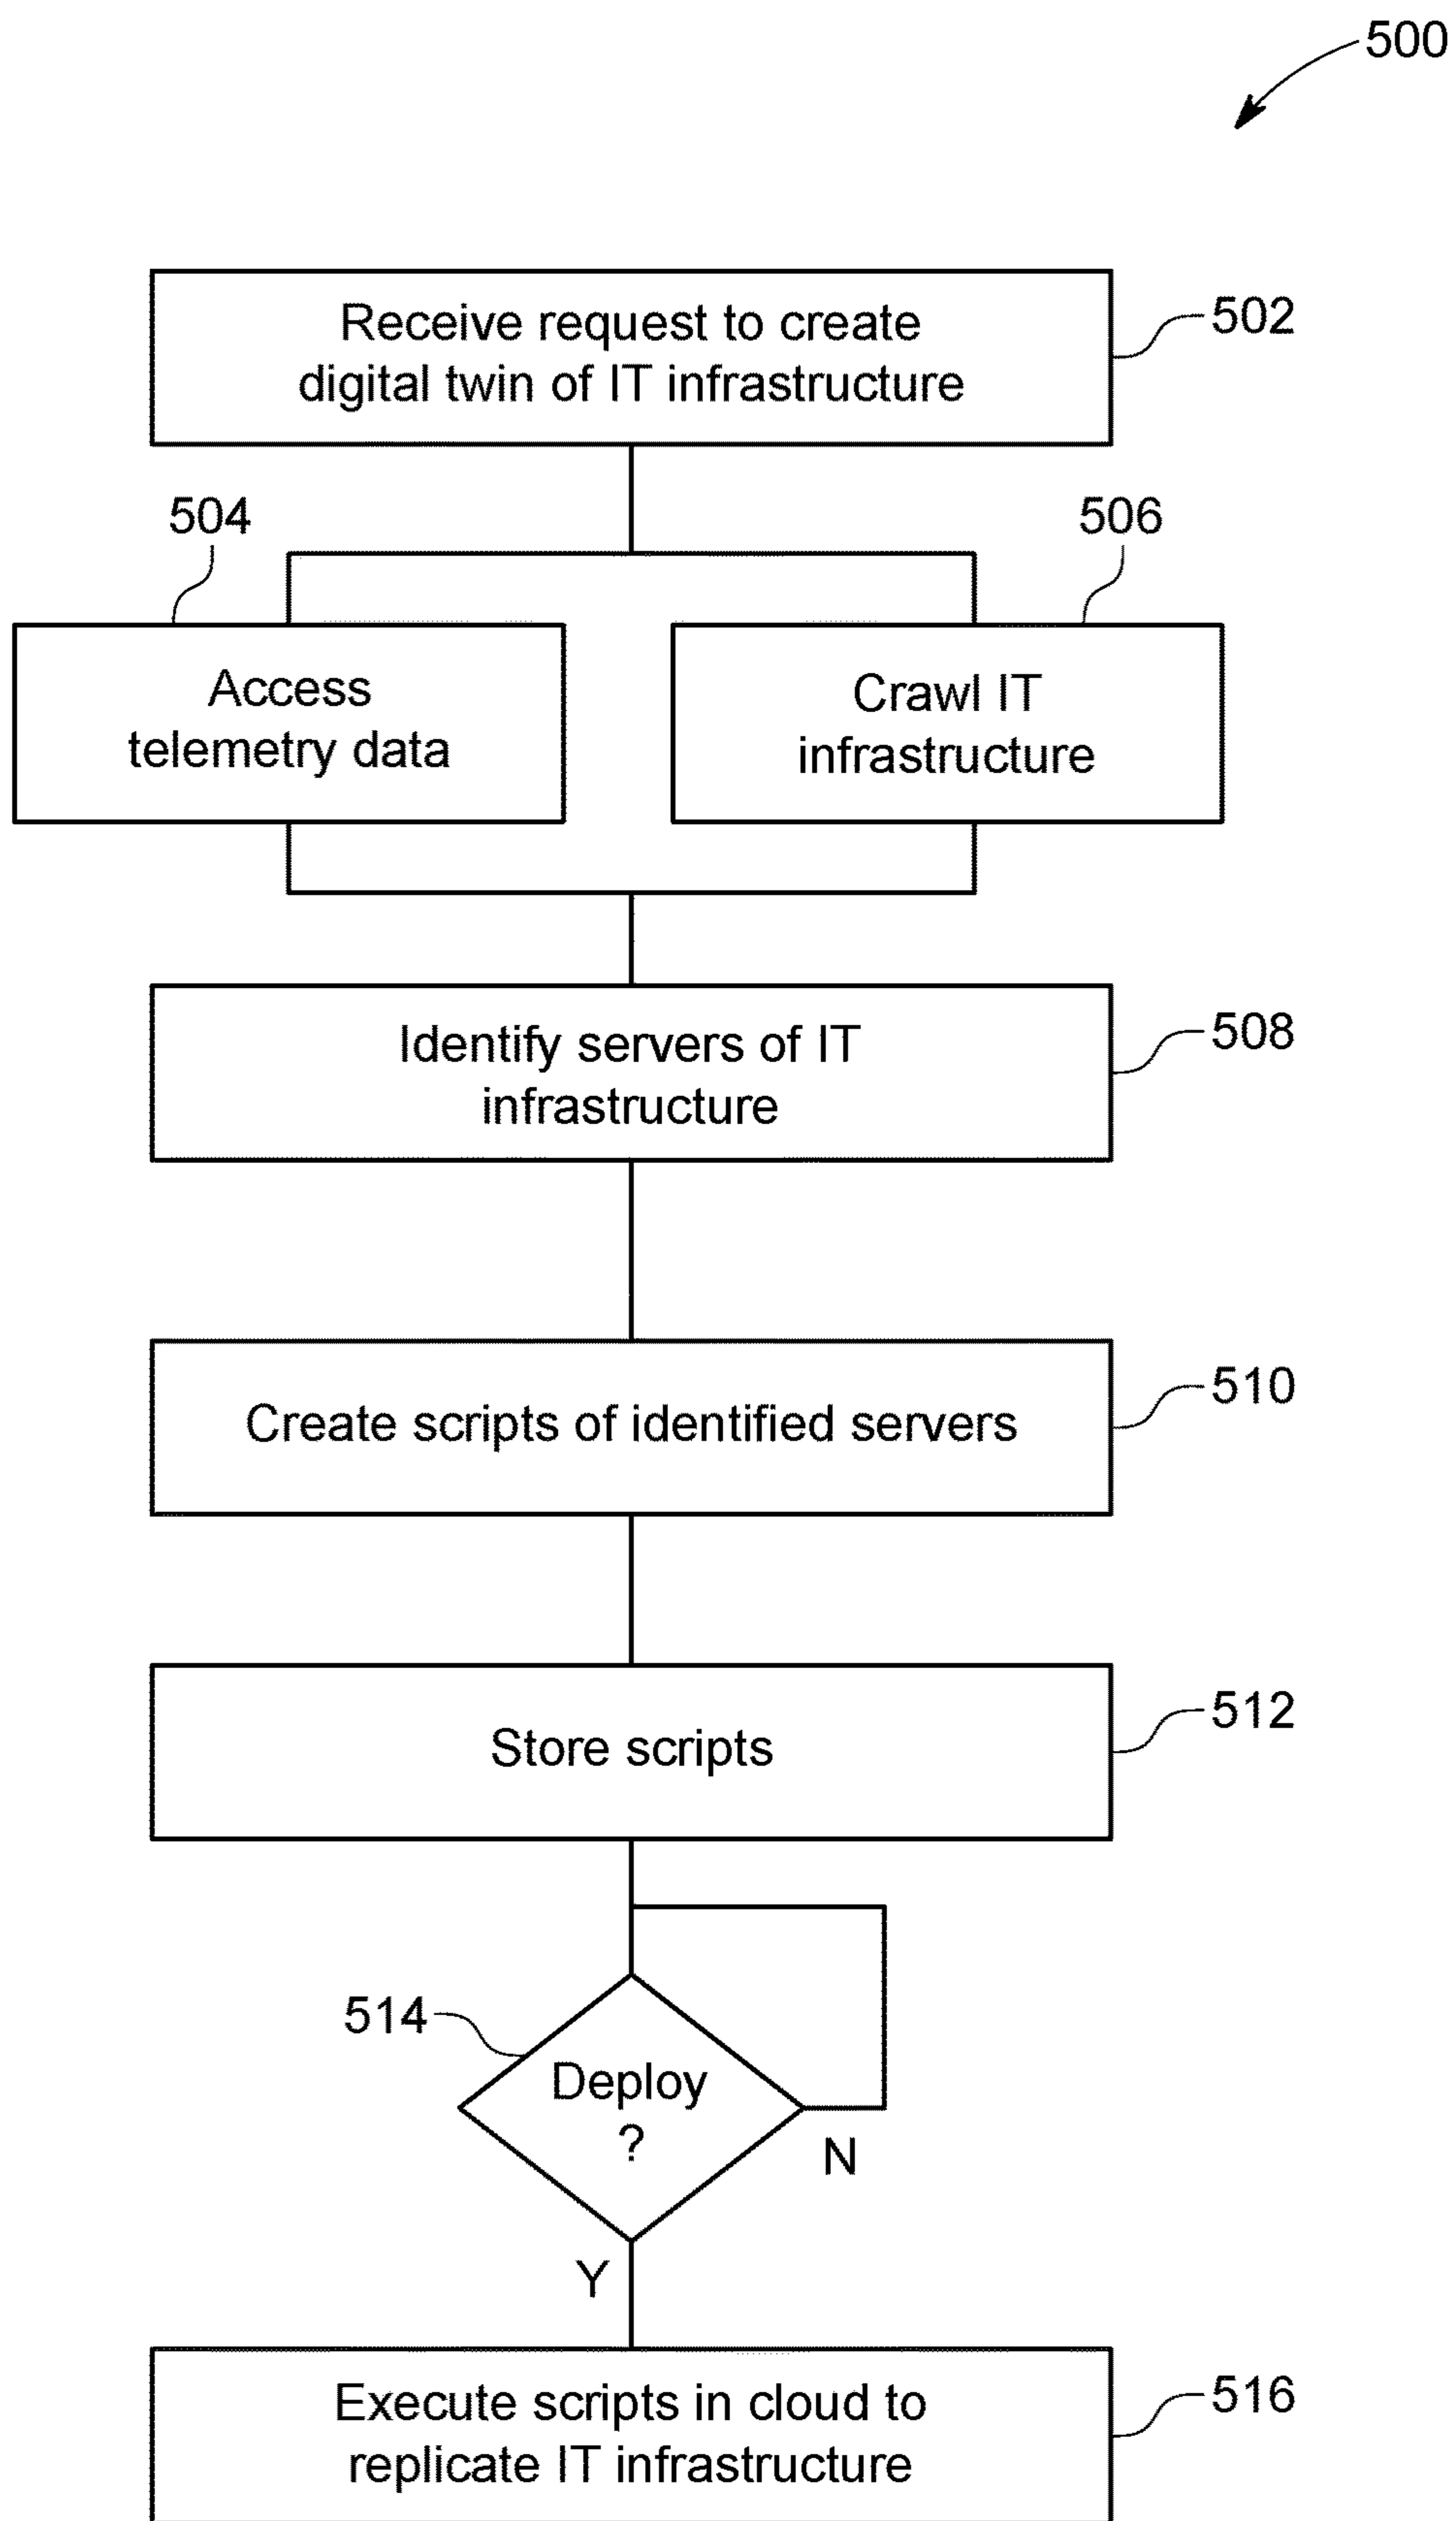 500
Receive request to create
digital twin of IT infrastructure
502
504
506
Access
telemetry data
Crawl IT
infrastructure
Identify servers of IT
infrastructure
508
Create scripts of identified servers
510
Store scripts
512
514
Deploy
?
N
Y
Execute scripts in cloud to
replicate IT infrastructure
516